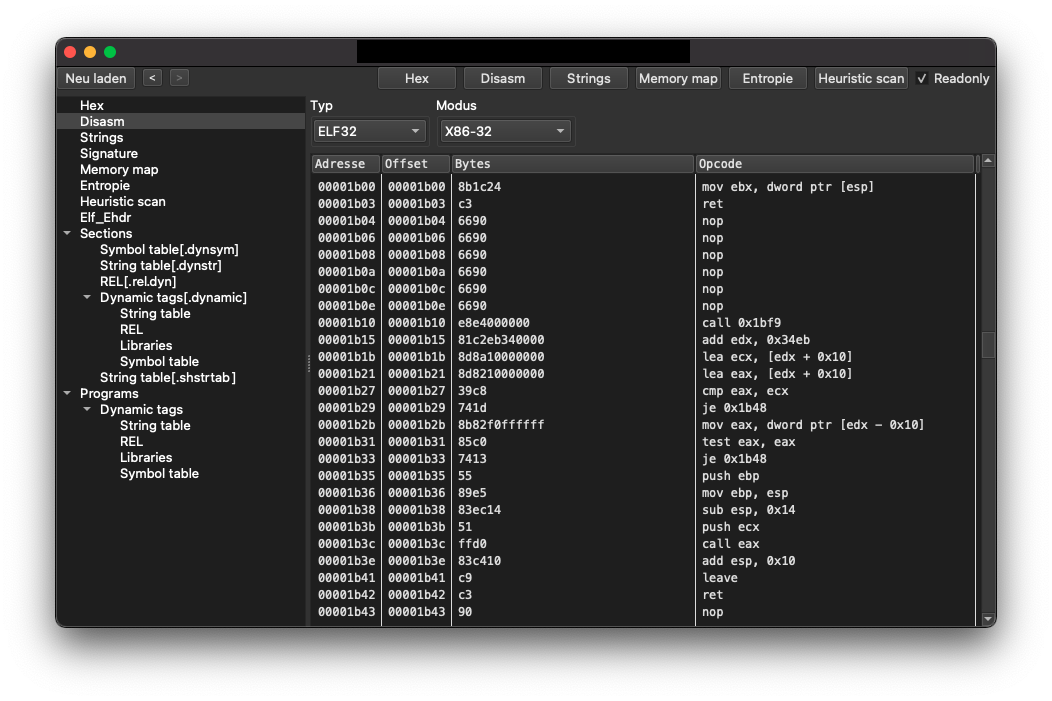 Neu laden < > Hex Disasm Strings Memory map Entropie Heuristic scan ✓ Readonly
Hex
Disasm
Strings
Signature
Memory map
Entropie
Heuristic scan
Elf_Ehdr
Sections
Symbol table[.dynsym]
String table[.dynstr]
REL[.rel.dyn]
Dynamic tags[.dynamic]
String table
REL
Libraries
Symbol table
String table[.shstrtab]
Programs
Dynamic tags
String table
REL
Libraries
Symbol table
Typ Modus
ELF32 X86-32
Adresse Offset Bytes Opcode
00001b00 00001b00 8b1c24 mov ebx, dword ptr [esp]
00001b03 00001b03 c3 ret
00001b04 00001b04 6690 nop
00001b06 00001b06 6690 nop
00001b08 00001b08 6690 nop
00001b0a 00001b0a 6690 nop
00001b0c 00001b0c 6690 nop
00001b0e 00001b0e 6690 nop
00001b10 00001b10 e8e4000000 call 0x1bf9
00001b15 00001b15 81c2eb340000 add edx, 0x34eb
00001b1b 00001b1b 8d8a10000000 lea ecx, [edx + 0x10]
00001b21 00001b21 8d8210000000 lea eax, [edx + 0x10]
00001b27 00001b27 39c8 cmp eax, ecx
00001b29 00001b29 741d je 0x1b48
00001b2b 00001b2b 8b82f0ffffff mov eax, dword ptr [edx - 0x10]
00001b31 00001b31 85c0 test eax, eax
00001b33 00001b33 7413 je 0x1b48
00001b35 00001b35 55 push ebp
00001b36 00001b36 89e5 mov ebp, esp
00001b38 00001b38 83ec14 sub esp, 0x14
00001b3b 00001b3b 51 push ecx
00001b3c 00001b3c ffd0 call eax
00001b3e 00001b3e 83c410 add esp, 0x10
00001b41 00001b41 c9 leave
00001b42 00001b42 c3 ret
00001b43 00001b43 90 nop